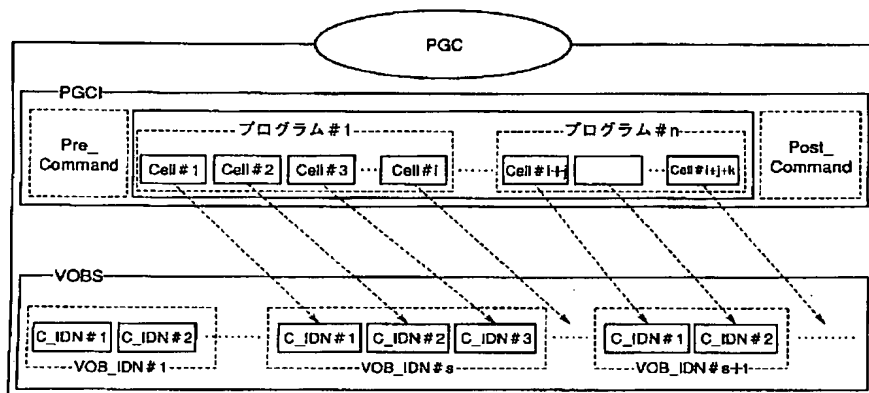 PGC
PGCI
プログラム#1
プログラム#n
Pre_
Command
Cell#1
Cell#2
Cell#3
Cell#i
Cell#i+j
Cell#i+j+k
Post_
Command
VOBS
C_IDN#1
C_IDN#2
C_IDN#1
C_IDN#2
C_IDN#3
C_IDN#1
C_IDN#2
VOB_IDN#1
VOB_IDN#s
VOB_IDN#s+1